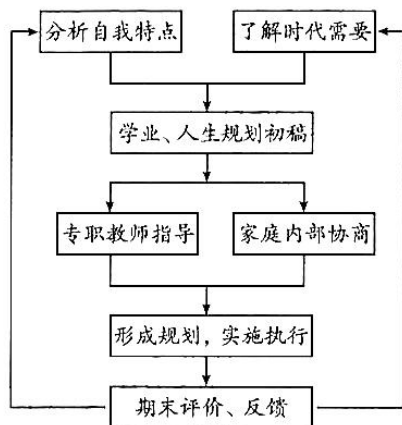 分析自我特点
了解时代需要
学业、人生规划初稿
专职教师指导
家庭内部协商
形成规划，实施执行
期末评价、反馈